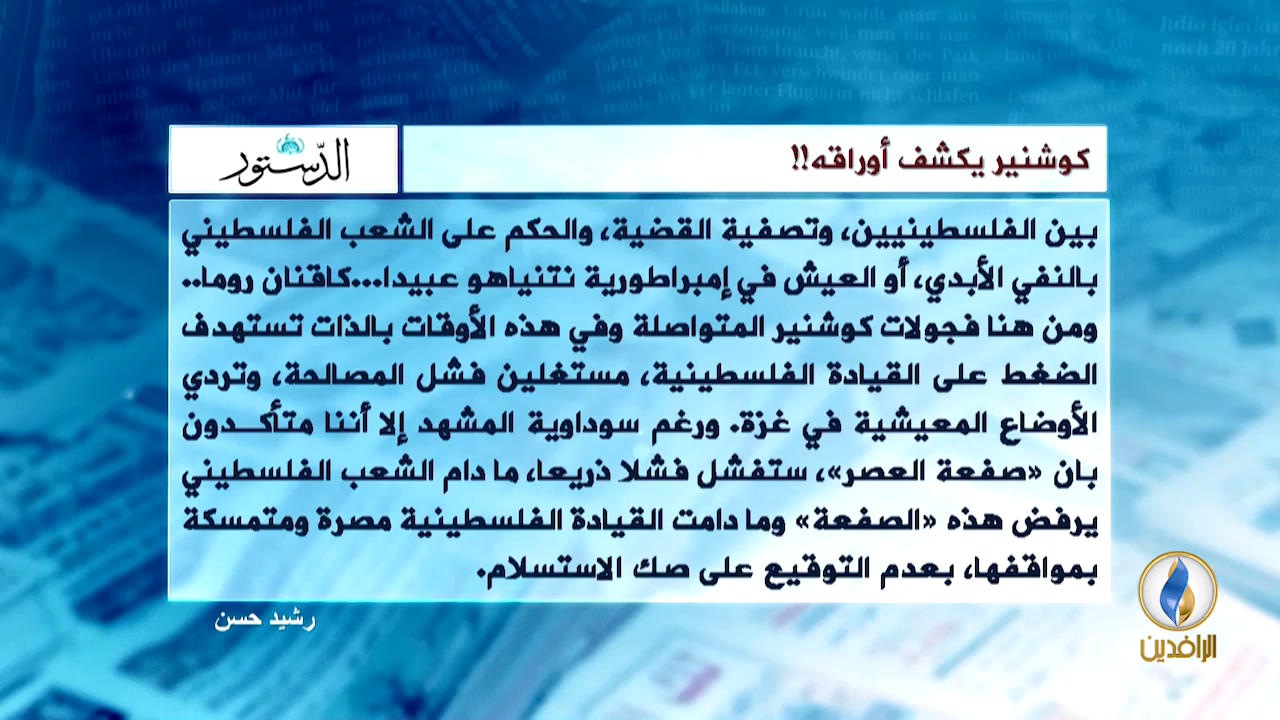 كوشنير يكشف أوراقه!!
الدستور
بين الفلسطينيين، وتصفية القضية، والحكم على الشعب الفلسطيني
بالنفي الأبدي، أو العيش في إمبراطورية نتنياهو عبيدا...كاقنان روما..
ومن هنا فجولات كوشنير المتواصلة وفي هذه الأوقات بالذات تستهدف
الضغط على القيادة الفلسطينية، مستغلين فشل المصالحة، وتردي
الأوضاع المعيشية في غزة. ورغم سوداوية المشهد إلا أننا متأكــدون
بان «صفعة العصر»، ستفشل فشلا ذريعا، ما دام الشعب الفلسطيني
يرفض هذه «الصفعة» وما دامت القيادة الفلسطينية مصرة ومتمسكة
بمواقفها، بعدم التوقيع على صك الاستسلام.
رشيد حسن
الرافدين